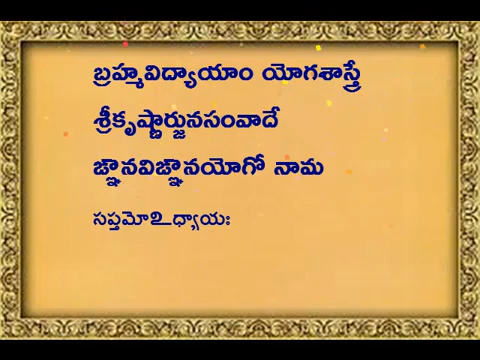 బ్రహ్మవిద్యాయాం యోగశాస్త్రే
శ్రీకృష్ణార్జునసంవాదే
ఙ్ఞానవిఙ్ఞానయోగో నామ
సప్తమోఽధ్యాయః